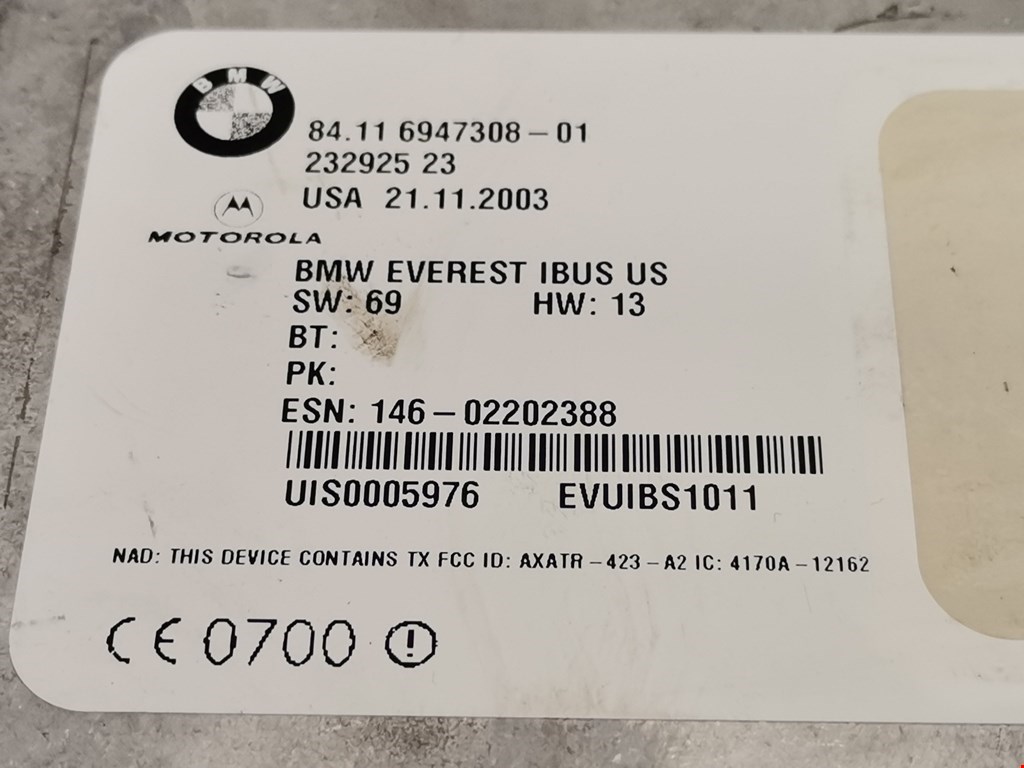 BMW
84.11 6947308-01
232925 23
USA 21.11.2003
MOTOROLA
BMW EVEREST IBUS US
SW: 69 HW: 13
BT:
PK:
ESN: 146-02202388
UIS0005976 EVUIBS1011
NAD: THIS DEVICE CONTAINS TX FCC ID: AXATR-423-A2 IC: 4170A-12162
CE 0700